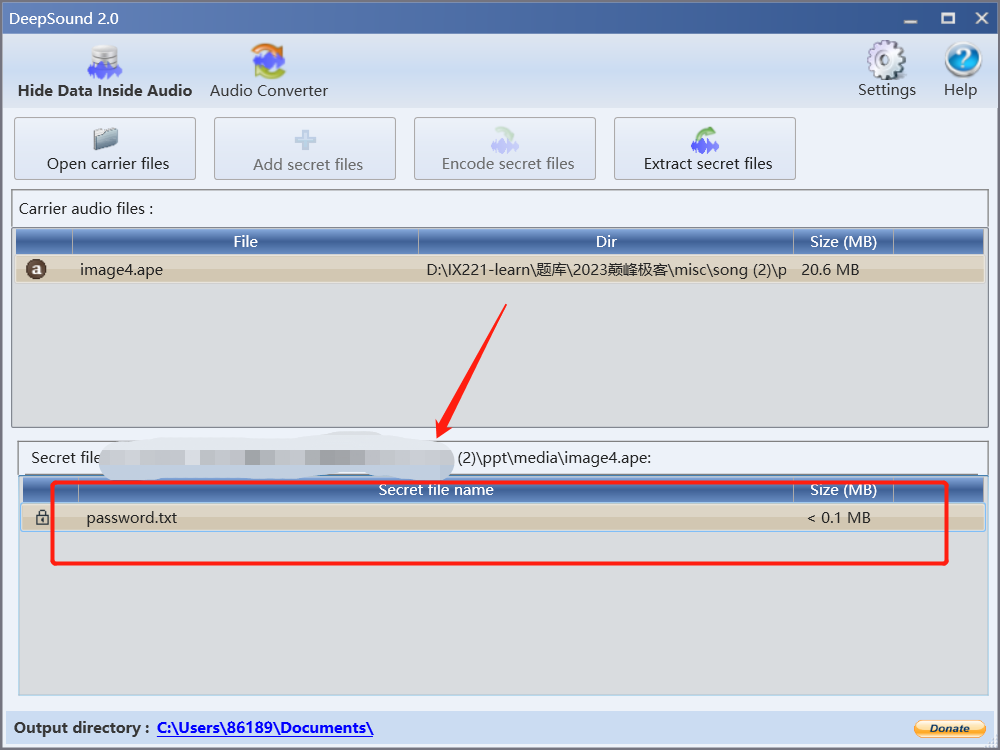 DeepSound 2.0
Hide Data Inside Audio Audio Converter Settings Help
Open carrier files Add secret files Encode secret files Extract secret files
Carrier audio files :
File Dir Size (MB)
a image4.ape D:\IX221-learn\题库\2023巅峰极客\misc\song (2)\p 20.6 MB
Secret file (2)\ppt\media\image4.ape:
Secret file name Size (MB)
password.txt < 0.1 MB
Output directory : C:\Users\86189\Documents\ Donate